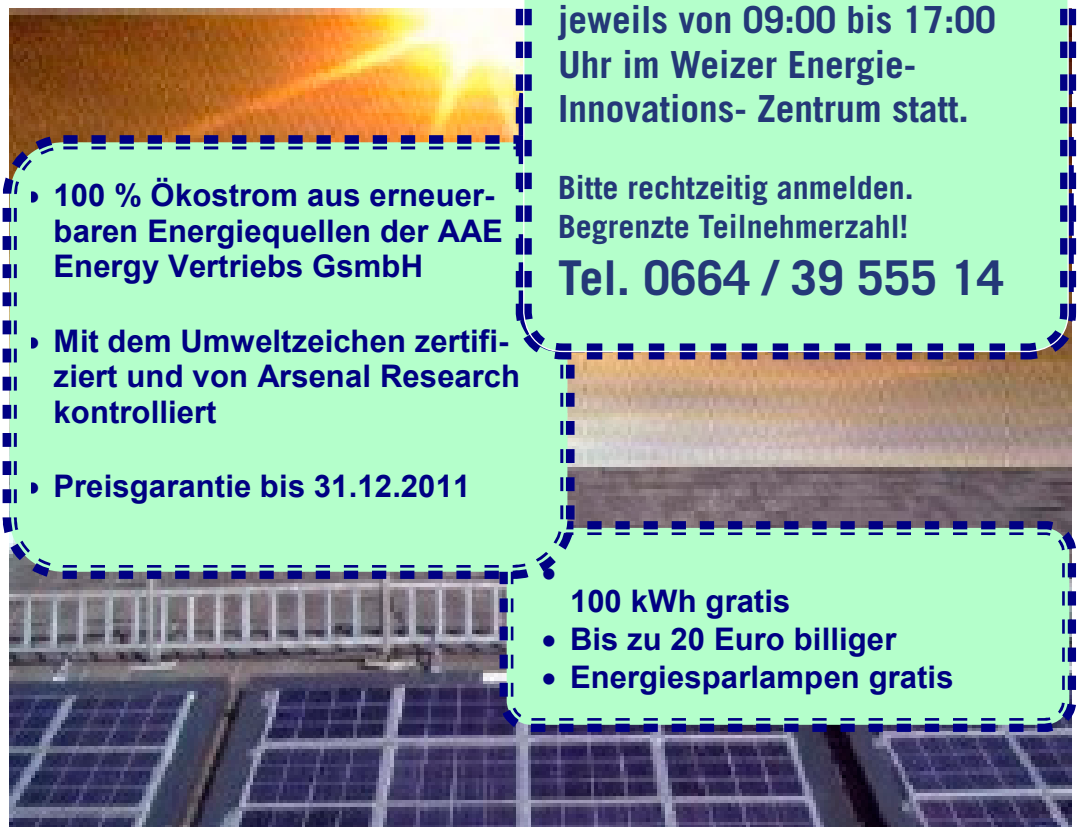 jeweils von 09:00 bis 17:00
Uhr im Weizer Energie-
Innovations- Zentrum statt.
Bitte rechtzeitig anmelden.
Begrenzte Teilnehmerzahl!
Tel. 0664 / 39 555 14
• 100 % Ökostrom aus erneuer-
baren Energiequellen der AAE
Energy Vertriebs GsmbH
• Mit dem Umweltzeichen zertifi-
ziert und von Arsenal Research
kontrolliert
• Preisgarantie bis 31.12.2011
•
100 kWh gratis
• Bis zu 20 Euro billiger
• Energiesparlampen gratis